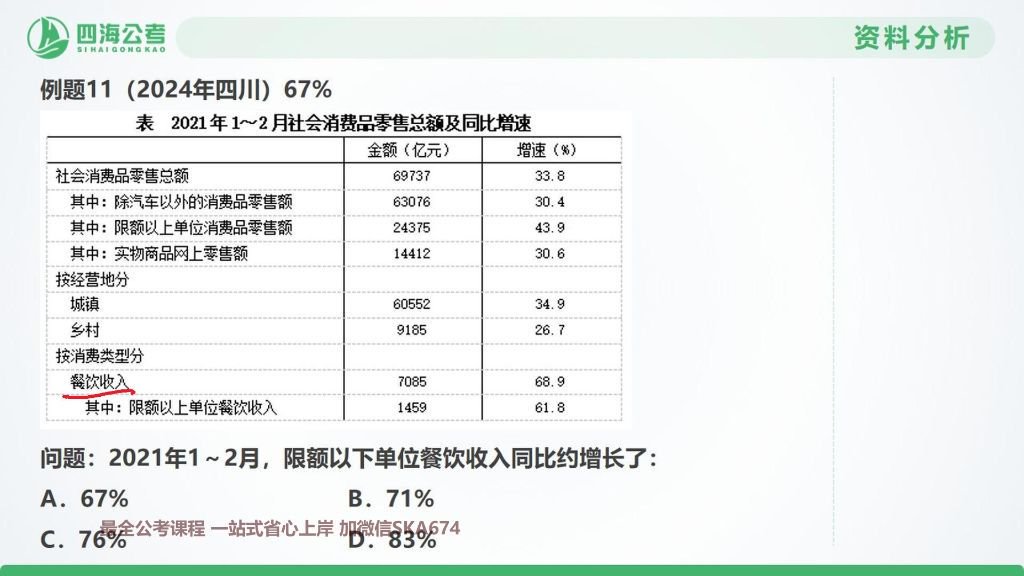 四海公考
SIHAIGONGKAO
资料分析
例题11（2024年四川）67%
表 2021年1～2月社会消费品零售总额及同比增速
金额（亿元） 增速（%）
社会消费品零售总额 69737 33.8
其中：除汽车以外的消费品零售额 63076 30.4
其中：限额以上单位消费品零售额 24375 43.9
其中：实物商品网上零售额 14412 30.6
按经营地分
城镇 60552 34.9
乡村 9185 26.7
按消费类型分
餐饮收入 7085 68.9
其中：限额以上单位餐饮收入 1459 61.8
问题：2021年1～2月，限额以下单位餐饮收入同比约增长了：
A．67% B．71%
最全公考课程 一站式省心上岸 加微信SKA674
C．76% D．83%